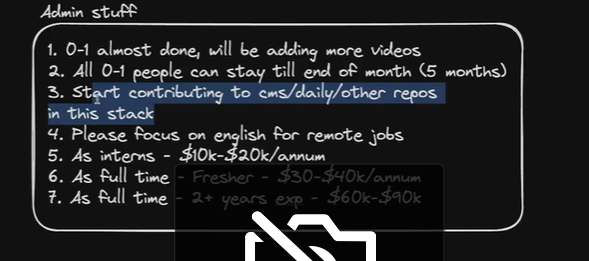 Admin stuff
1. 0-1 almost done, will be adding more videos
2. All 0-1 people can stay till end of month (5 months)
3. Start contributing to cms/daily/other repos
in this stack
4. Please focus on english for remote jobs
5. As interns - $10k-$20k/annum
6. As full time - Fresher - $30-$40k/annum
7. As full time - 2+ years exp - $60k-$90k